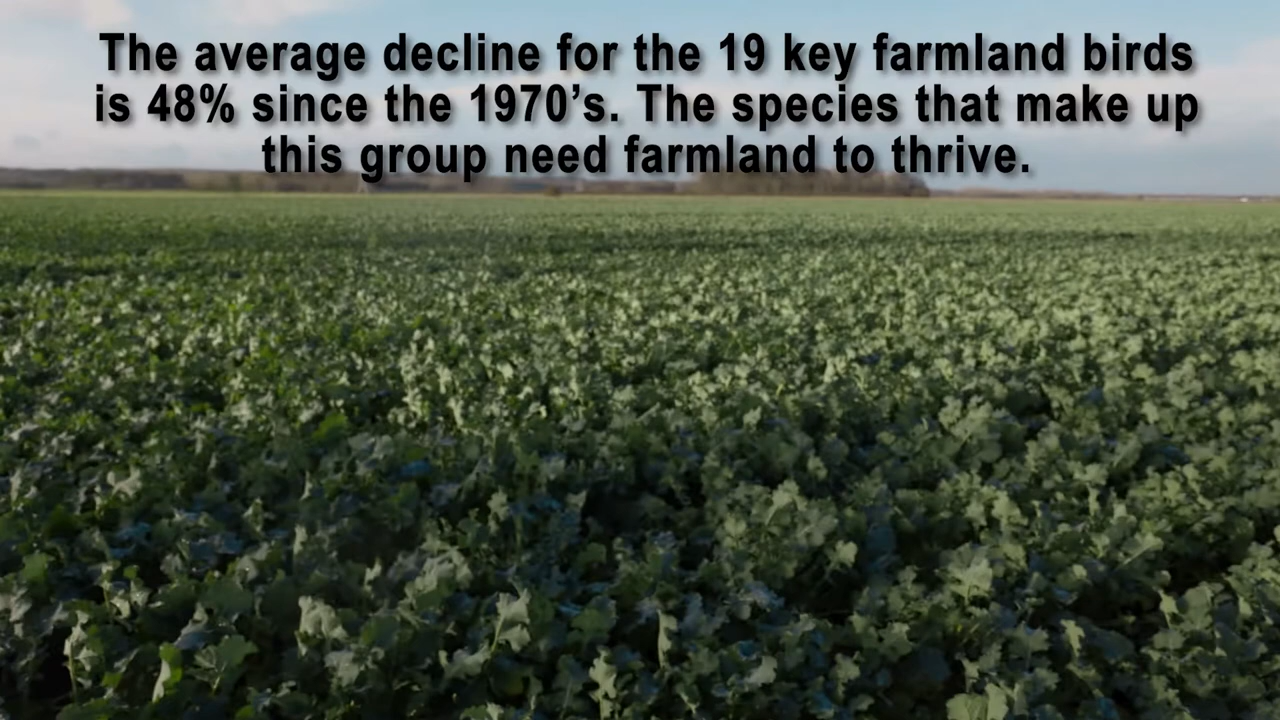 The average decline for the 19 key farmland birds
is 48% since the 1970’s. The species that make up
this group need farmland to thrive.